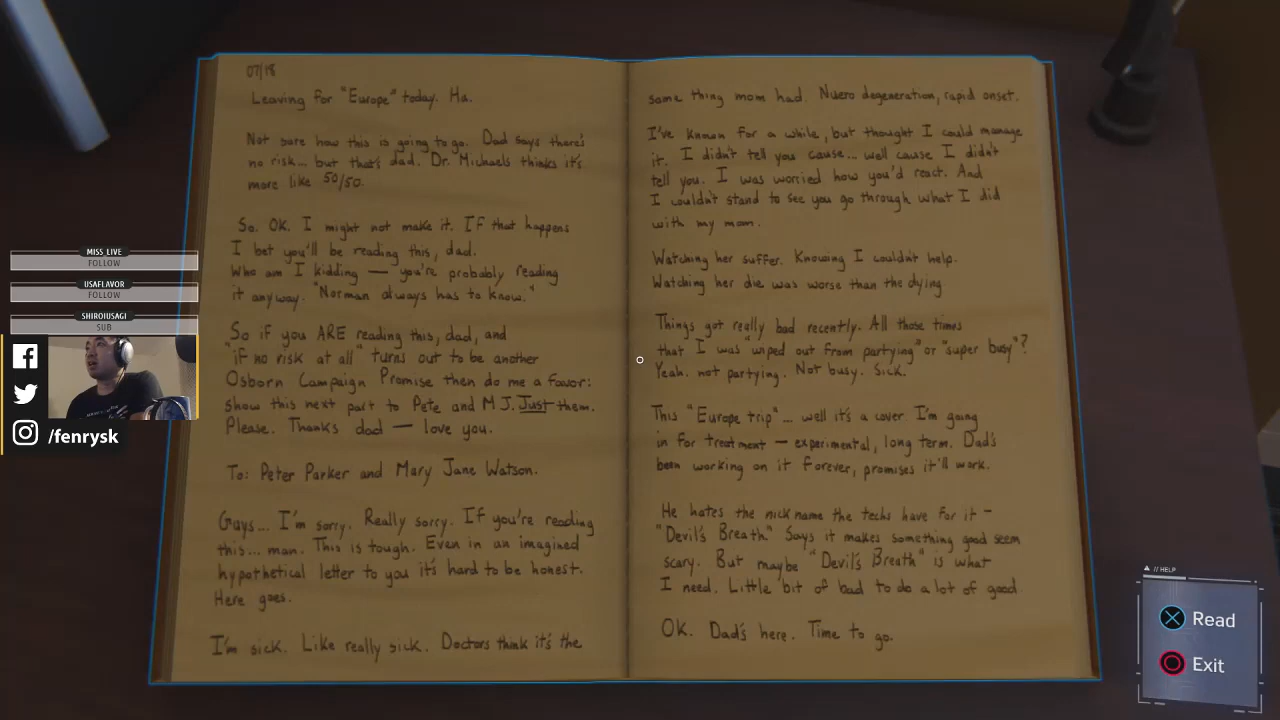 07/18
Leaving for "Europe" today. Ha.
Not sure how this is going to go. Dad says there's
no risk... but that's dad. Dr. Michaels thinks it's
more like 50/50.
So. OK. I might not make it. IF that happens
I bet you'll be reading this, dad.
Who am I kidding — you're probably reading
it anyway. "Norman always has to know."
So if you ARE reading this, dad, and
"if no risk at all" turns out to be another
Osborn Campaign Promise then do me a favor:
show this next part to Pete and MJ. Just them.
Please. Thanks dad — love you.
To: Peter Parker and Mary Jane Watson.
Guys... I'm sorry. Really sorry. If you're reading
this... man. This is tough. Even in an imagined
hypothetical letter to you it's hard to be honest.
Here goes.
I'm sick. Like really sick. Doctors think it's the
same thing mom had. Nuero degeneration, rapid onset.
I've known for a while, but thought I could manage
it. I didn't tell you cause... well cause I didn't
tell you. I was worried how you'd react. And
I couldn't stand to see you go through what I did
with my mom.
Watching her suffer. Knowing I couldn't help.
Watching her die was worse than the dying
Things got really bad recently. All those times
that I was "wiped out from partying" or "super busy"?
Yeah. not partying. Not busy. Sick.
This "Europe trip"... well it's a cover. I'm going
in for treatment — experimental, long term. Dad's
been working on it forever, promises it'll work.
He hates the nickname the techs have for it -
"Devil's Breath" Says it makes something good seem
scary. But maybe "Devil's Breath" is what
I need. Little bit of bad to do a lot of good.
OK. Dad's here. Time to go.
MISS_LIVE
FOLLOW
USAFLAVOR
FOLLOW
SHIROIUSAGI
SUB
/fenrysk
// HELP
Read
Exit